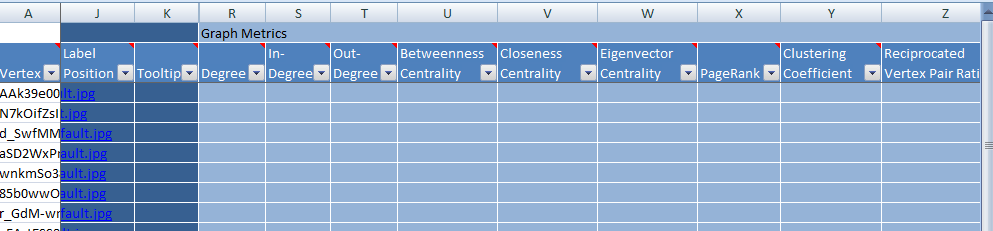 A J K R S T U V W X Y Z
Graph Metrics
Label In- Out- Betweenness Closeness Eigenvector Clustering Reciprocated
Vertex Position Tooltip Degree Degree Degree Centrality Centrality Centrality PageRank Coefficient Vertex Pair Rati
AAk39e00 lt.jpg
N7kOifZsI t.jpg
d_SwfMM fault.jpg
aSD2WxPr ault.jpg
wnkmSo3 ault.jpg
85b0wwO ault.jpg
r_GdM-wr fault.jpg